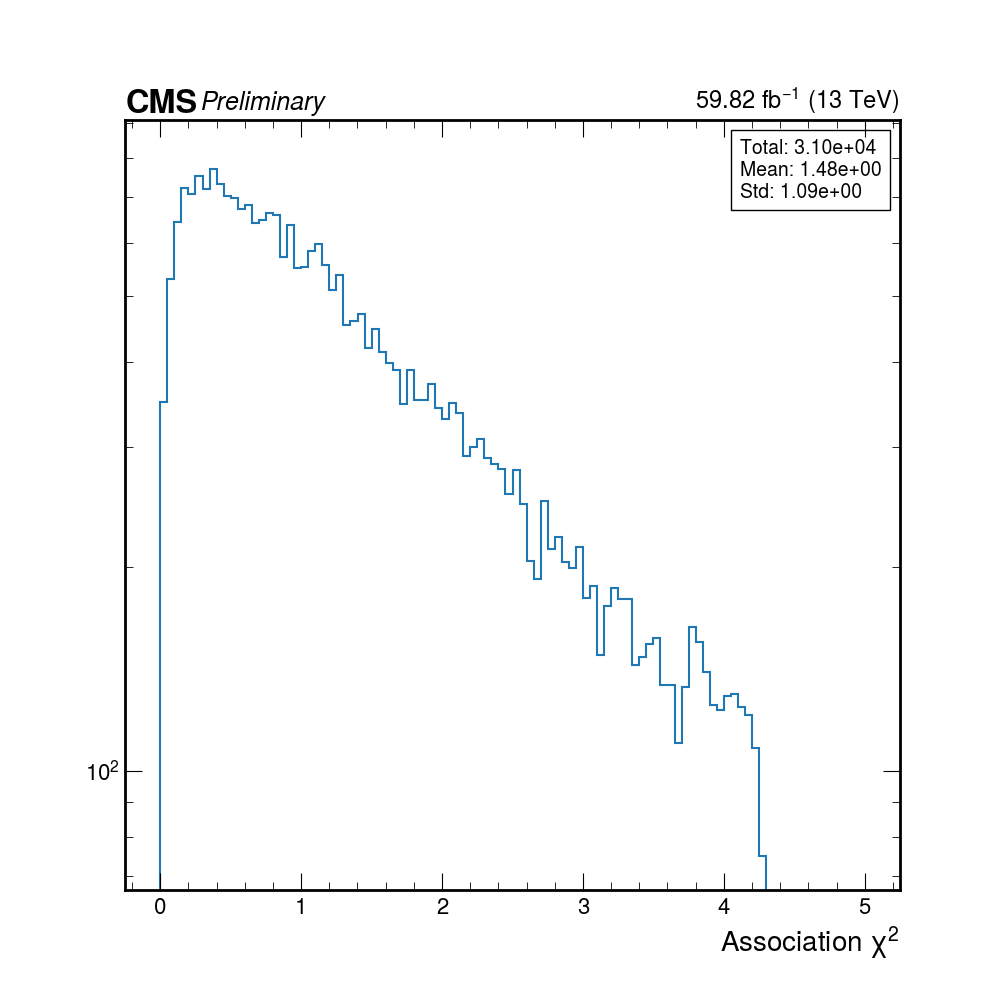 CMS Preliminary
59.82 fb⁻¹ (13 TeV)
Total: 3.10e+04
Mean: 1.48e+00
Std: 1.09e+00
10²
0 1 2 3 4 5
Association χ²